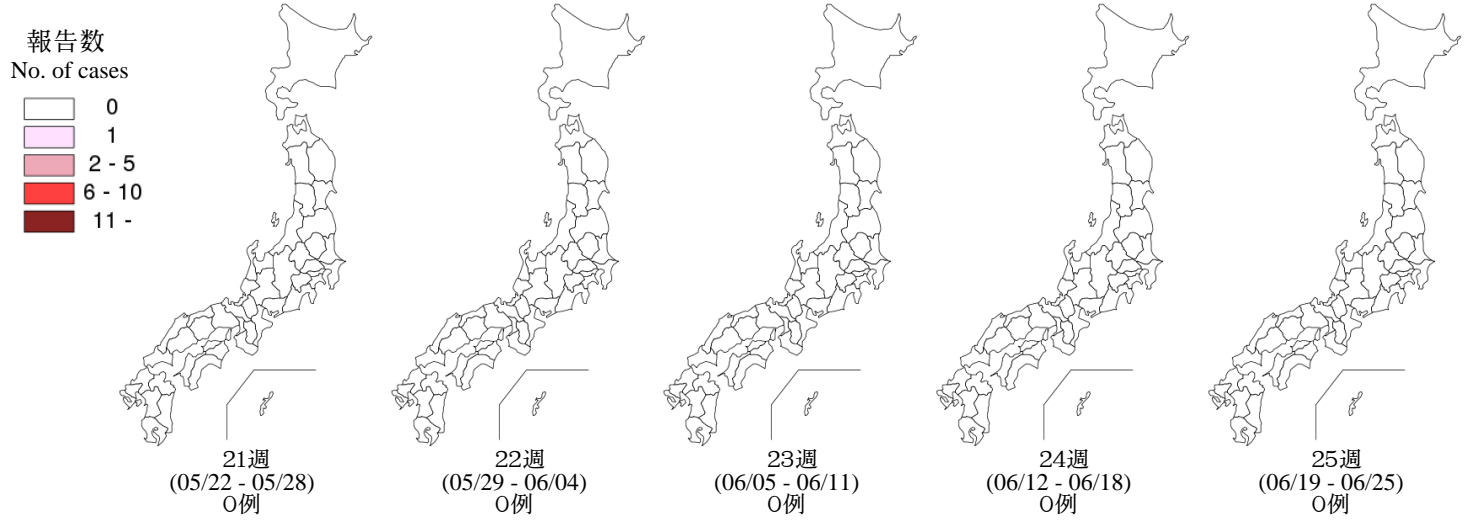 報告数
No. of cases
0
1
2 - 5
6 - 10
11 -
21週
(05/22 - 05/28)
0例
22週
(05/29 - 06/04)
0例
23週
(06/05 - 06/11)
0例
24週
(06/12 - 06/18)
0例
25週
(06/19 - 06/25)
0例